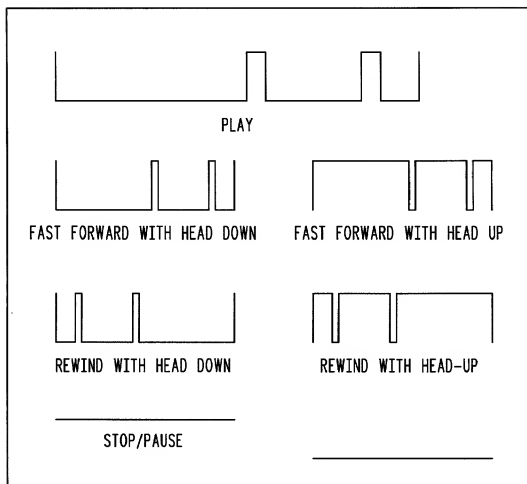 PLAY
FAST FORWARD WITH HEAD DOWN
FAST FORWARD WITH HEAD UP
REWIND WITH HEAD DOWN
REWIND WITH HEAD-UP
STOP/PAUSE